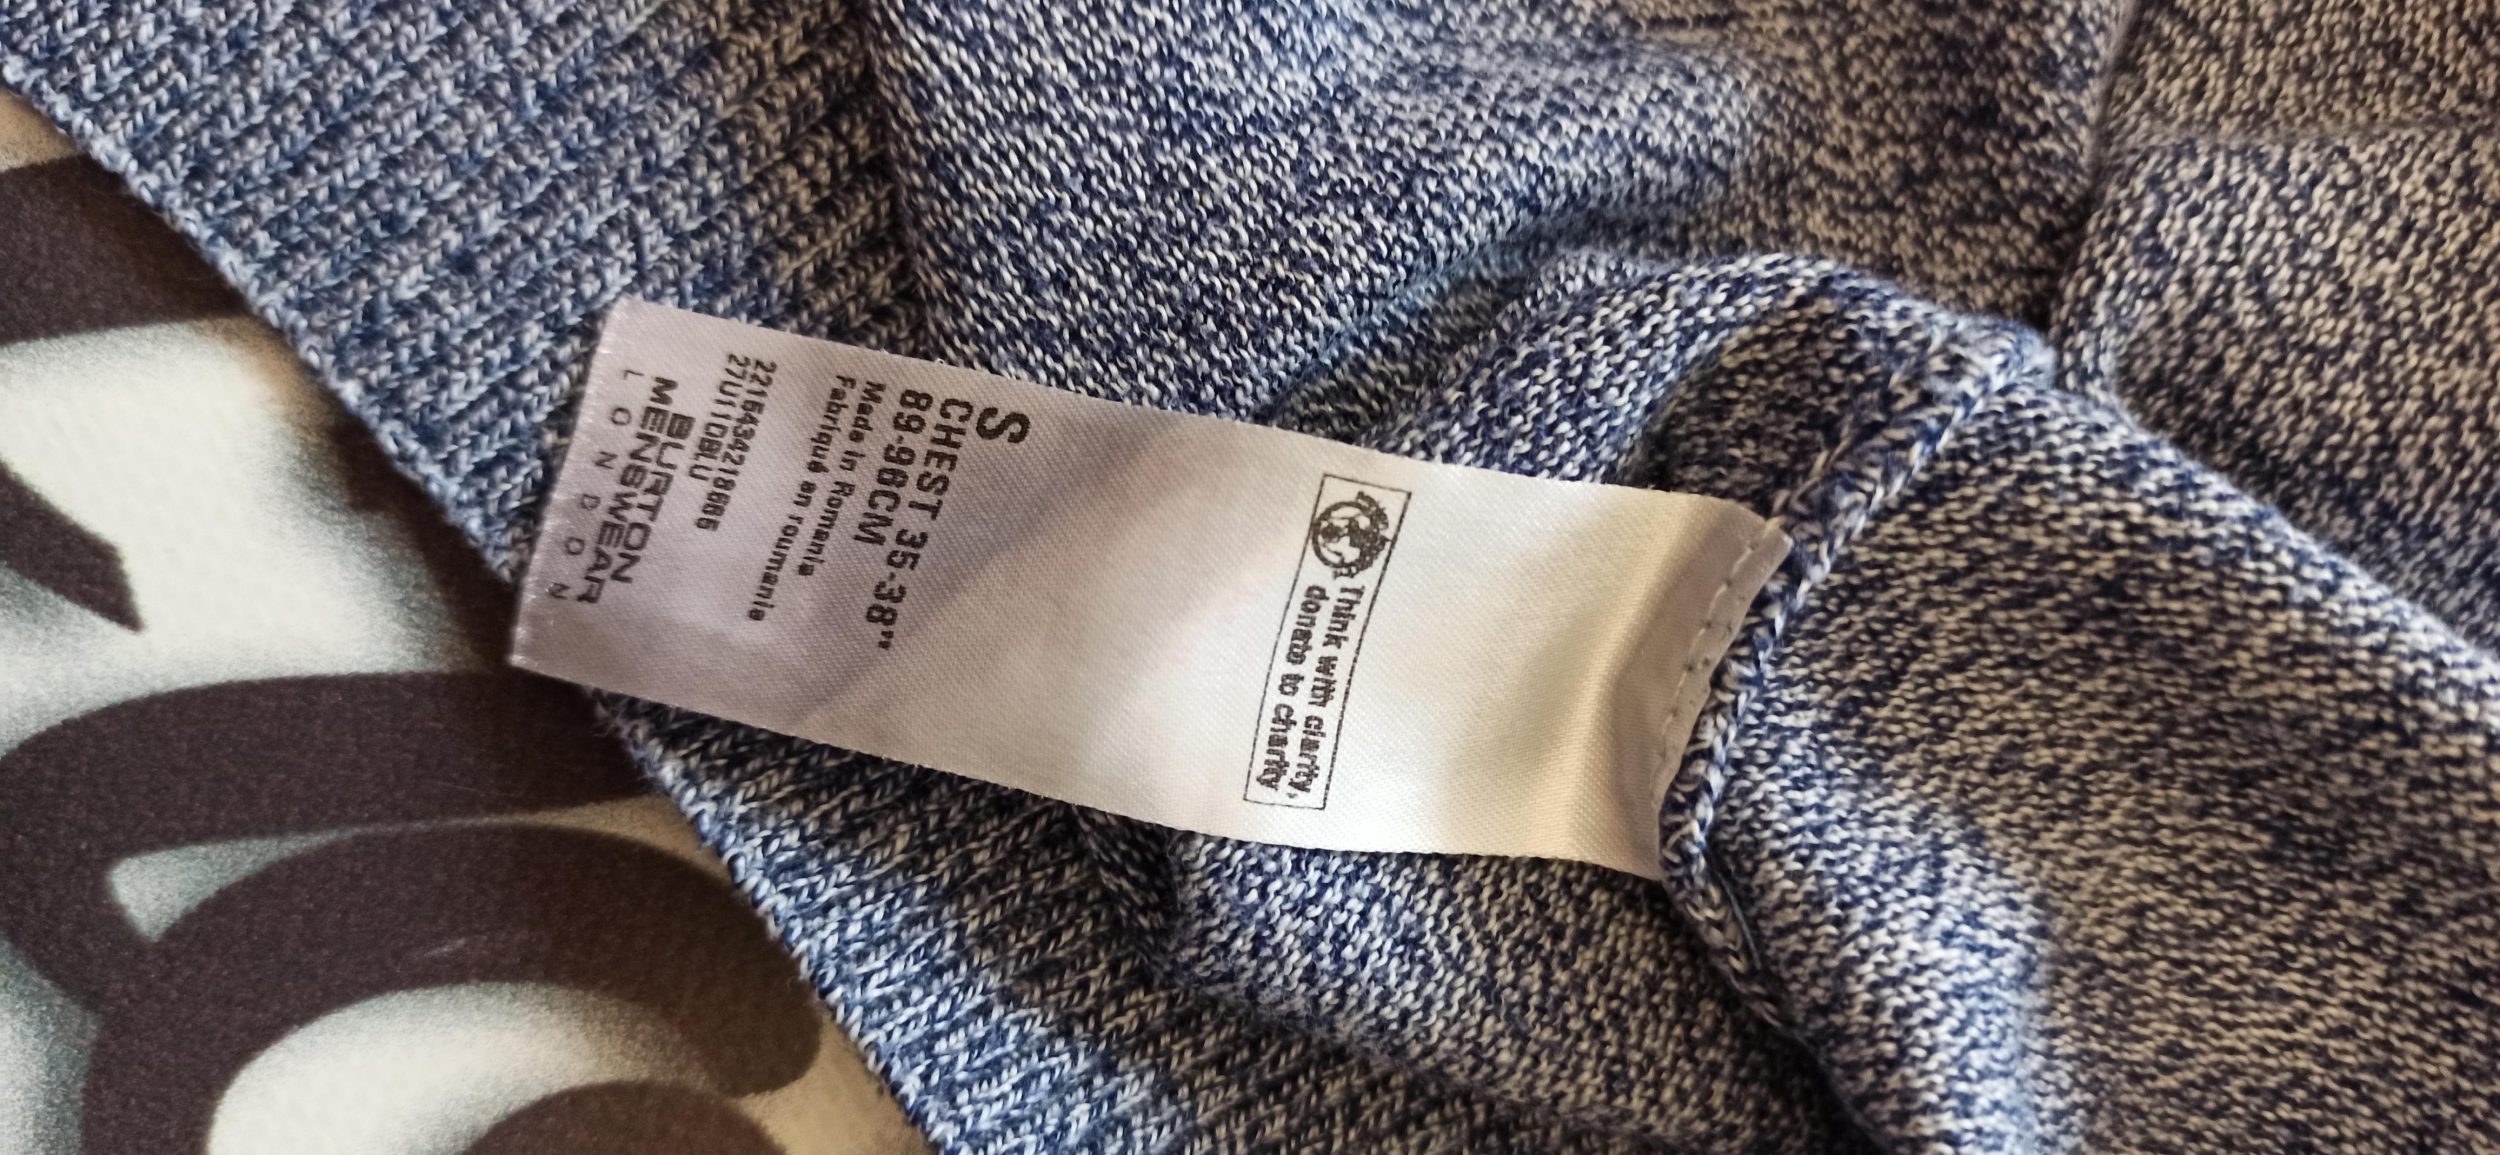 Think with clarity,
donate to charity
S
CHEST 35-38"
89-96CM
Made in Romania
Fabriqué en roumanie
221543421866
27U11DBLU
BURTON
MENSWEAR
LONDON